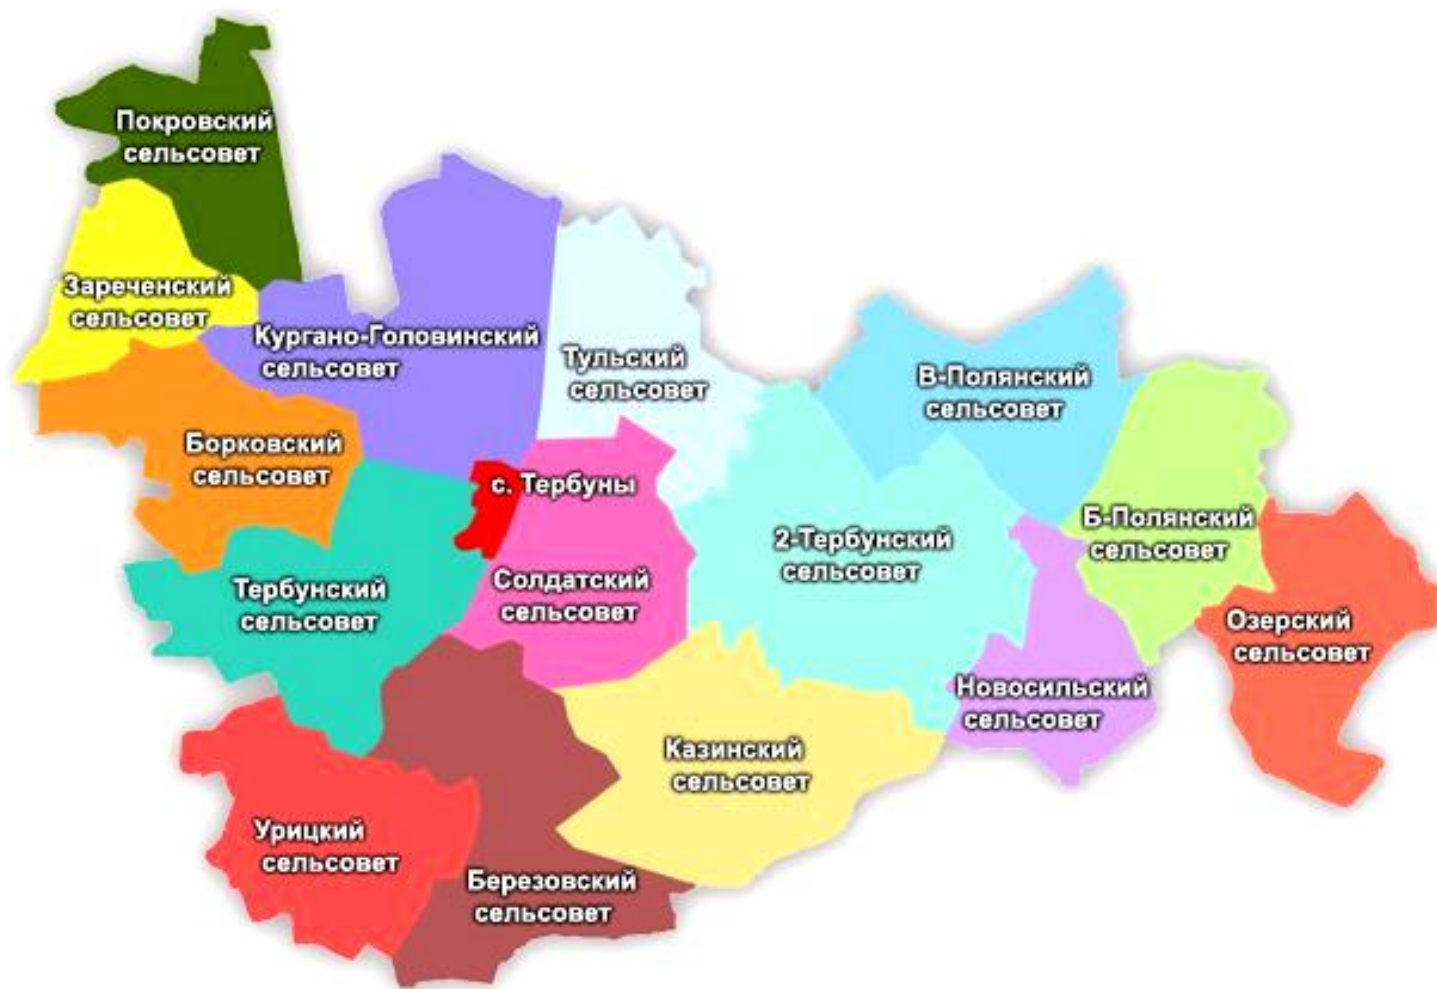 Покровский
сельсовет
Зареченский
сельсовет
Кургано-Головинский
сельсовет
Тульский
сельсовет
В-Полянский
сельсовет
Борковский
сельсовет
с. Тербуны
Б-Полянский
сельсовет
2-Тербунский
сельсовет
Тербунский
сельсовет
Солдатский
сельсовет
Озерский
сельсовет
Новосильский
сельсовет
Казинский
сельсовет
Урицкий
сельсовет
Березовский
сельсовет